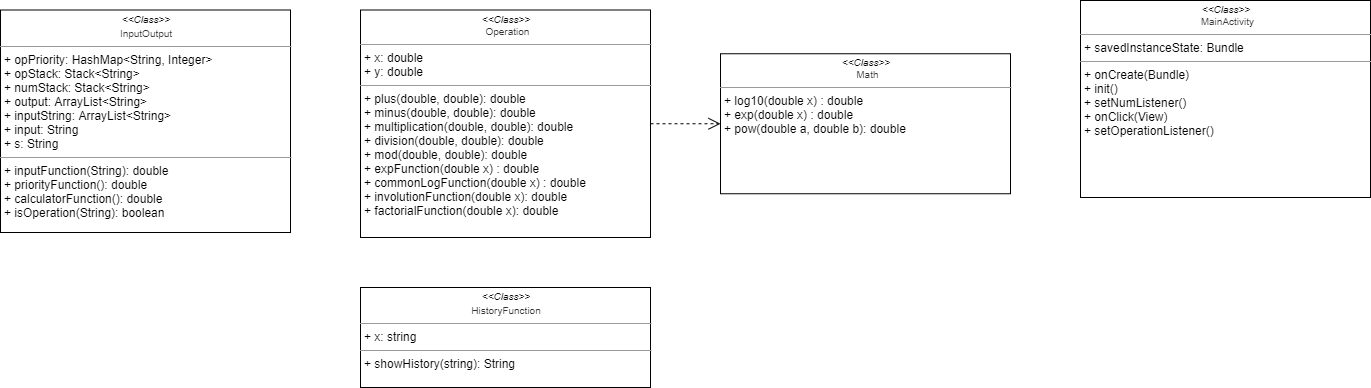 <<Class>>
InputOutput
+ opPriority: HashMap<String, Integer>
+ opStack: Stack<String>
+ numStack: Stack<String>
+ output: ArrayList<String>
+ inputString: ArrayList<String>
+ input: String
+ s: String
+ inputFunction(String): double
+ priorityFunction(): double
+ calculatorFunction(): double
+ isOperation(String): boolean
<<Class>>
Operation
+ x: double
+ y: double
+ plus(double, double): double
+ minus(double, double): double
+ multiplication(double, double): double
+ division(double, double): double
+ mod(double, double): double
+ expFunction(double x) : double
+ commonLogFunction(double x) : double
+ involutionFunction(double x): double
+ factorialFunction(double x): double
<<Class>>
Math
+ log10(double x) : double
+ exp(double x) : double
+ pow(double a, double b): double
<<Class>>
MainActivity
+ savedInstanceState: Bundle
+ onCreate(Bundle)
+ init()
+ setNumListener()
+ onClick(View)
+ setOperationListener()
<<Class>>
HistoryFunction
+ x: string
+ showHistory(string): String